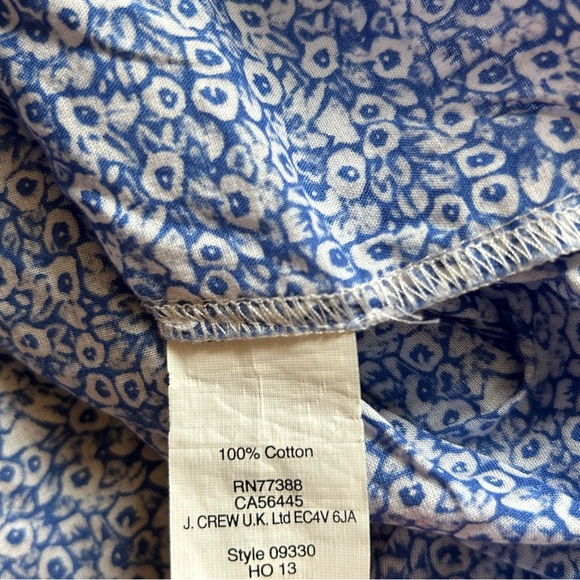 100% Cotton
RN77388
CA56445
J. CREW U.K. Ltd EC4V 6JA
Style 09330
HO 13